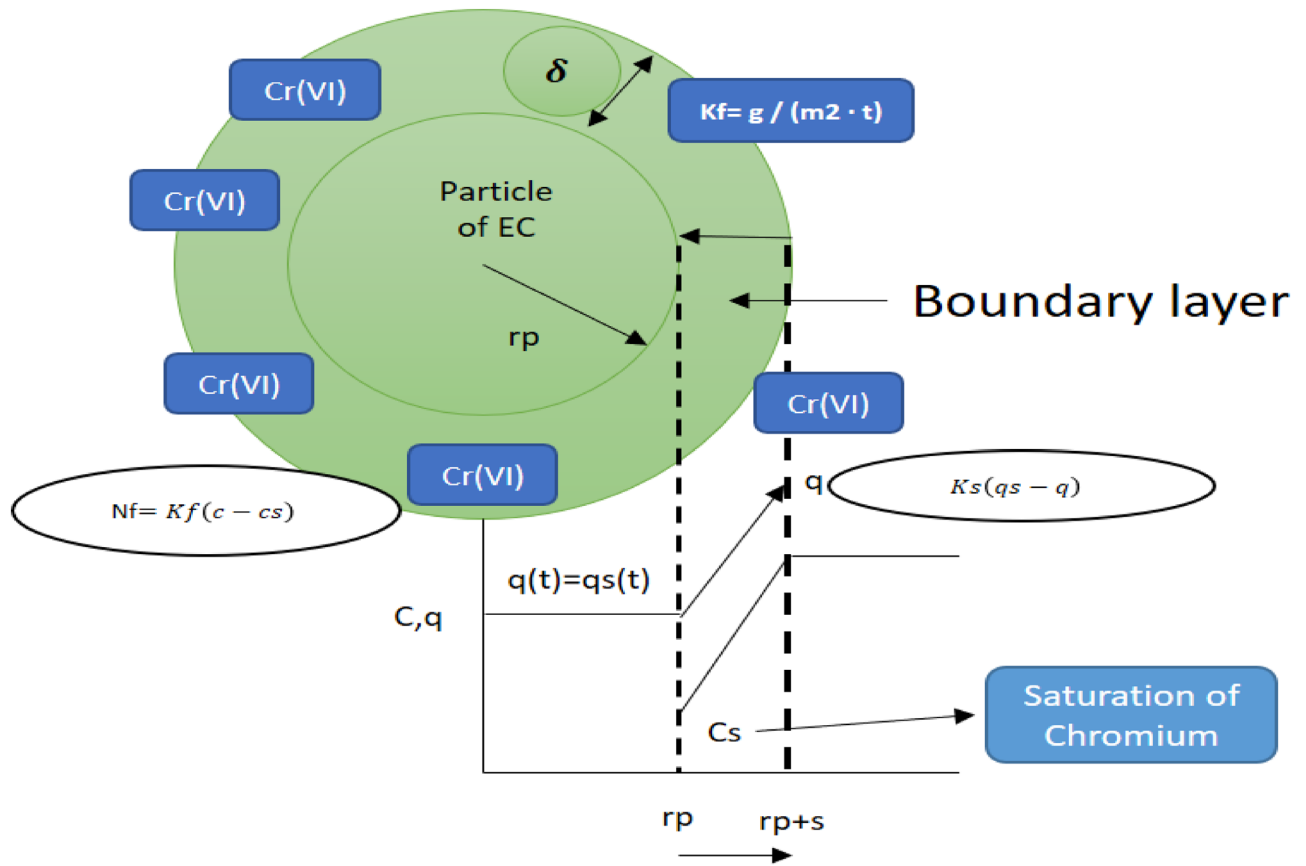 δ
Cr(VI)
Kf= g / (m2 · t)
Particle
of EC
Cr(VI)
Boundary layer
rp
Cr(VI)
Cr(VI)
Cr(VI)
q
Ks(qs − q)
Nf= Kf(c − cs)
q(t)=qs(t)
C,q
Saturation of
Chromium
Cs
rp
rp+s